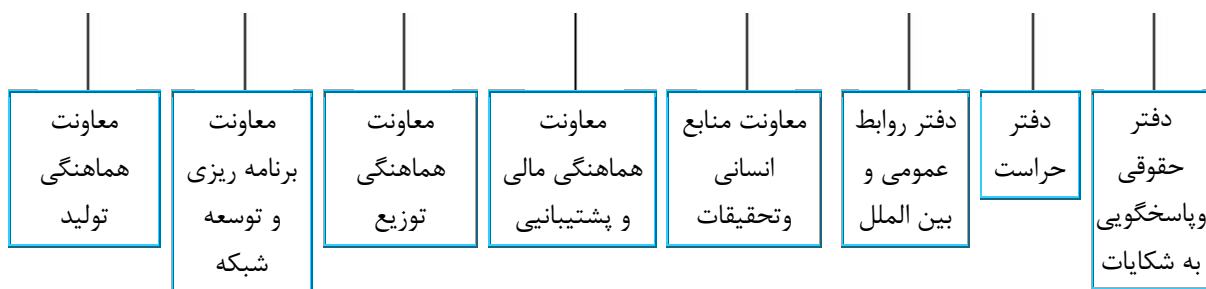 دفتر
حقوقی
وپاسخگویی
به شکایات
دفتر
حراست
دفتر روابط
عمومی و
بین الملل
معاونت منابع
انسانی
وتحقیقات
معاونت
هماهنگی مالی
و پشتیبانیی
معاونت
هماهنگی
توزیع
معاونت
برنامه ریزی
و توسعه
شبکه
معاونت
هماهنگی
تولید